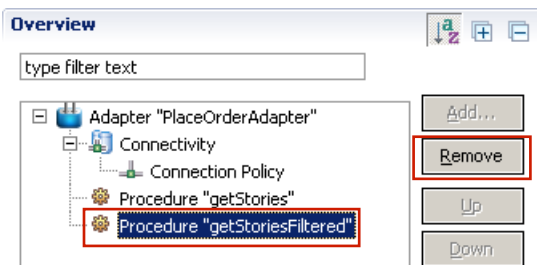 Overview
type filter text
Adapter "PlaceOrderAdapter"
Connectivity
Connection Policy
Procedure "getStories"
Procedure "getStoriesFiltered"
a
z
Add...
Remove
Up
Down